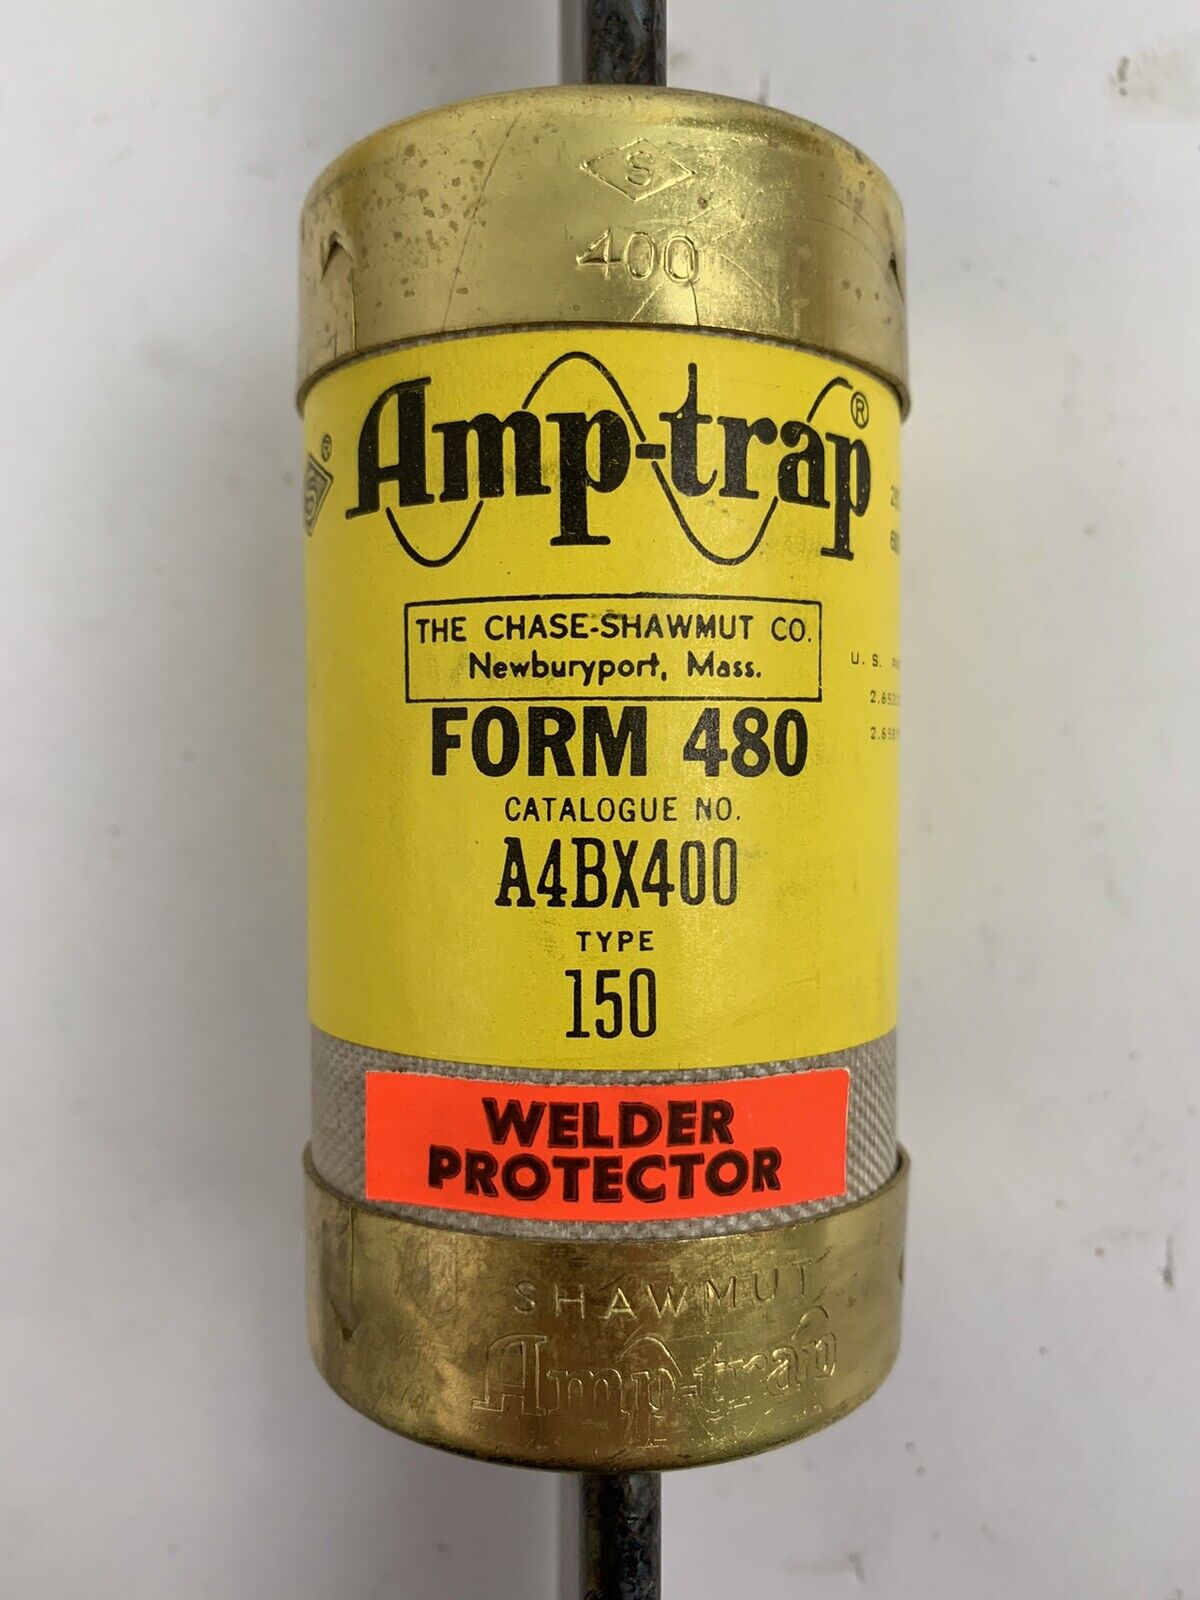 S
400
Amp-trap®
S®
THE CHASE-SHAWMUT CO.
Newburyport, Mass.
U. S.
FORM 480
CATALOGUE NO.
A4BX400
TYPE
150
WELDER
PROTECTOR
SHAWMUT
Amp-trap